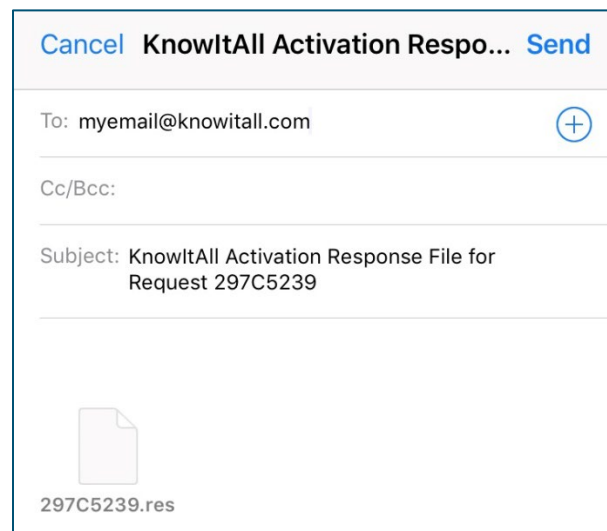 Cancel KnowItAll Activation Respo... Send
To: myemail@knowitall.com
Cc/Bcc:
Subject: KnowItAll Activation Response File for
Request 297C5239
297C5239.res